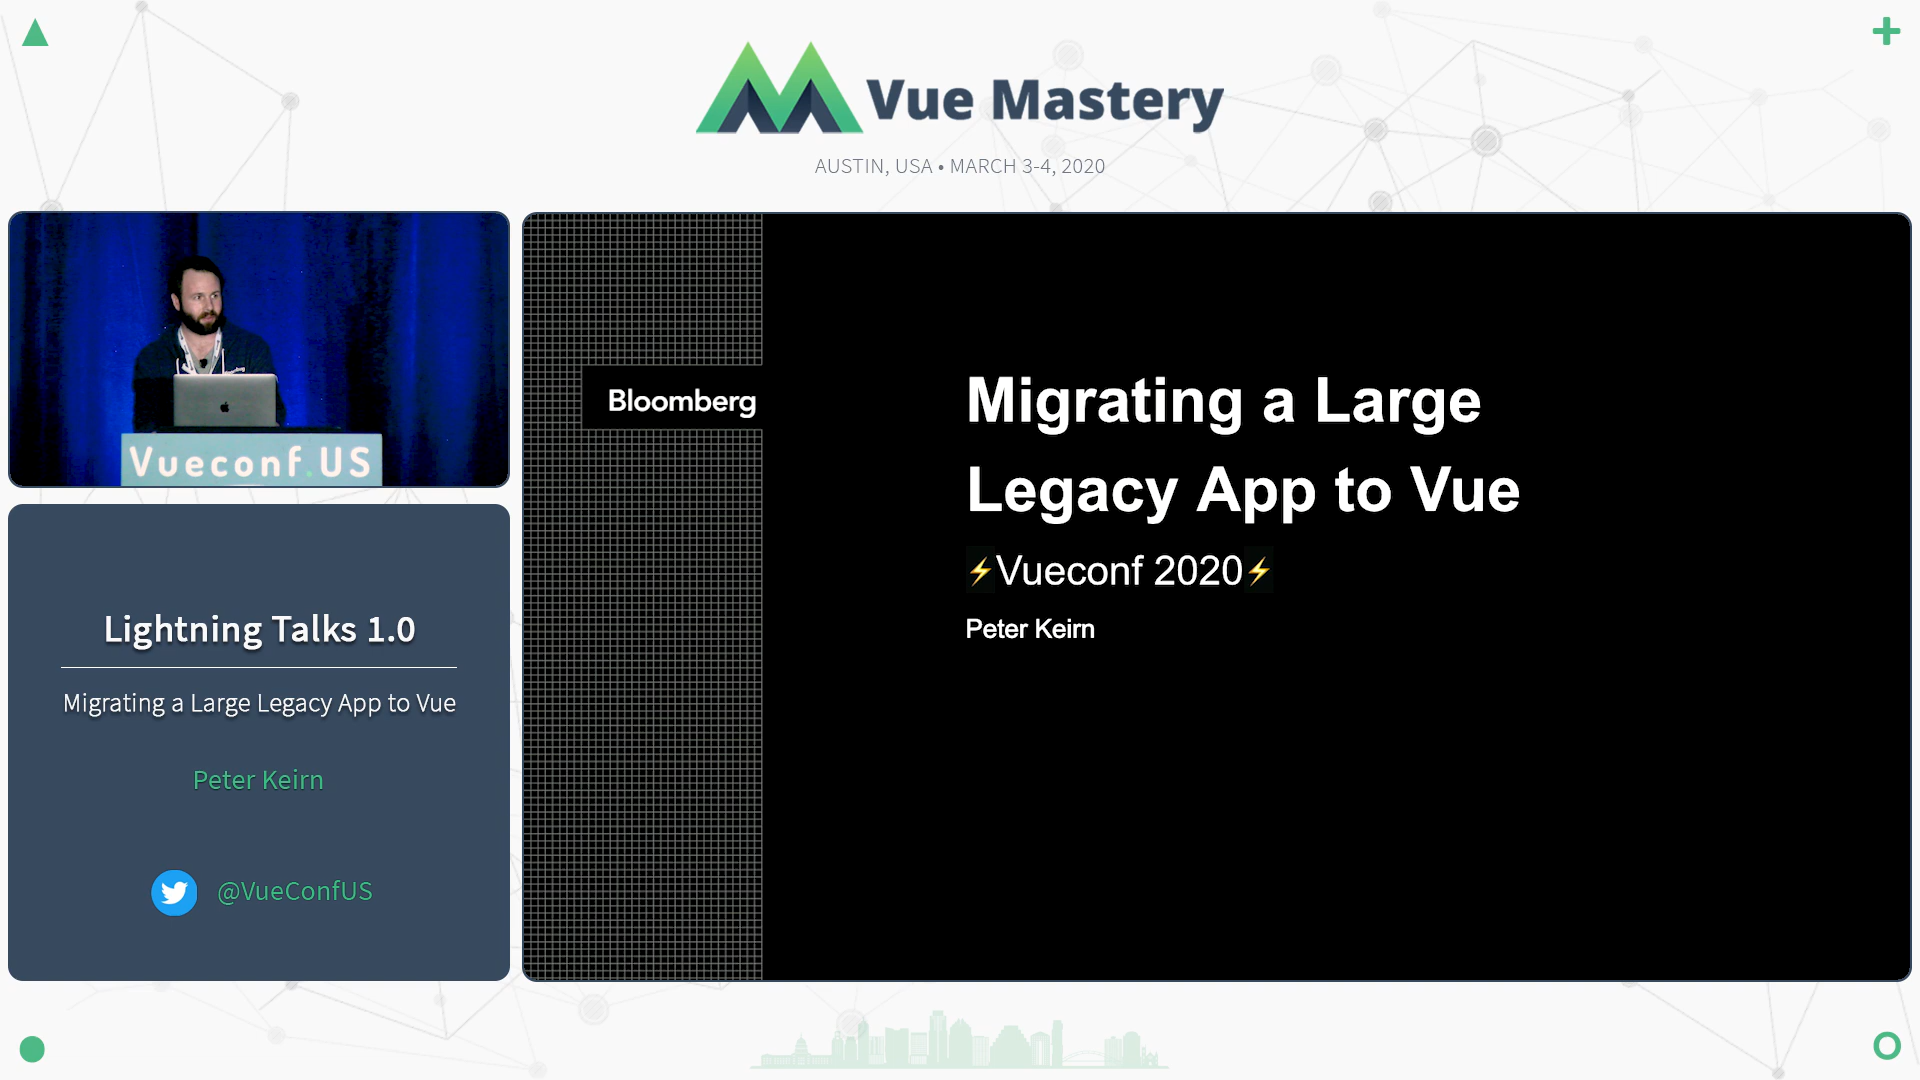 Vue Mastery
AUSTIN, USA • MARCH 3-4, 2020
Vueconf.US
Lightning Talks 1.0
Migrating a Large Legacy App to Vue
Peter Keirn
@VueConfUS
Bloomberg
Migrating a Large
Legacy App to Vue
⚡Vueconf 2020⚡
Peter Keirn